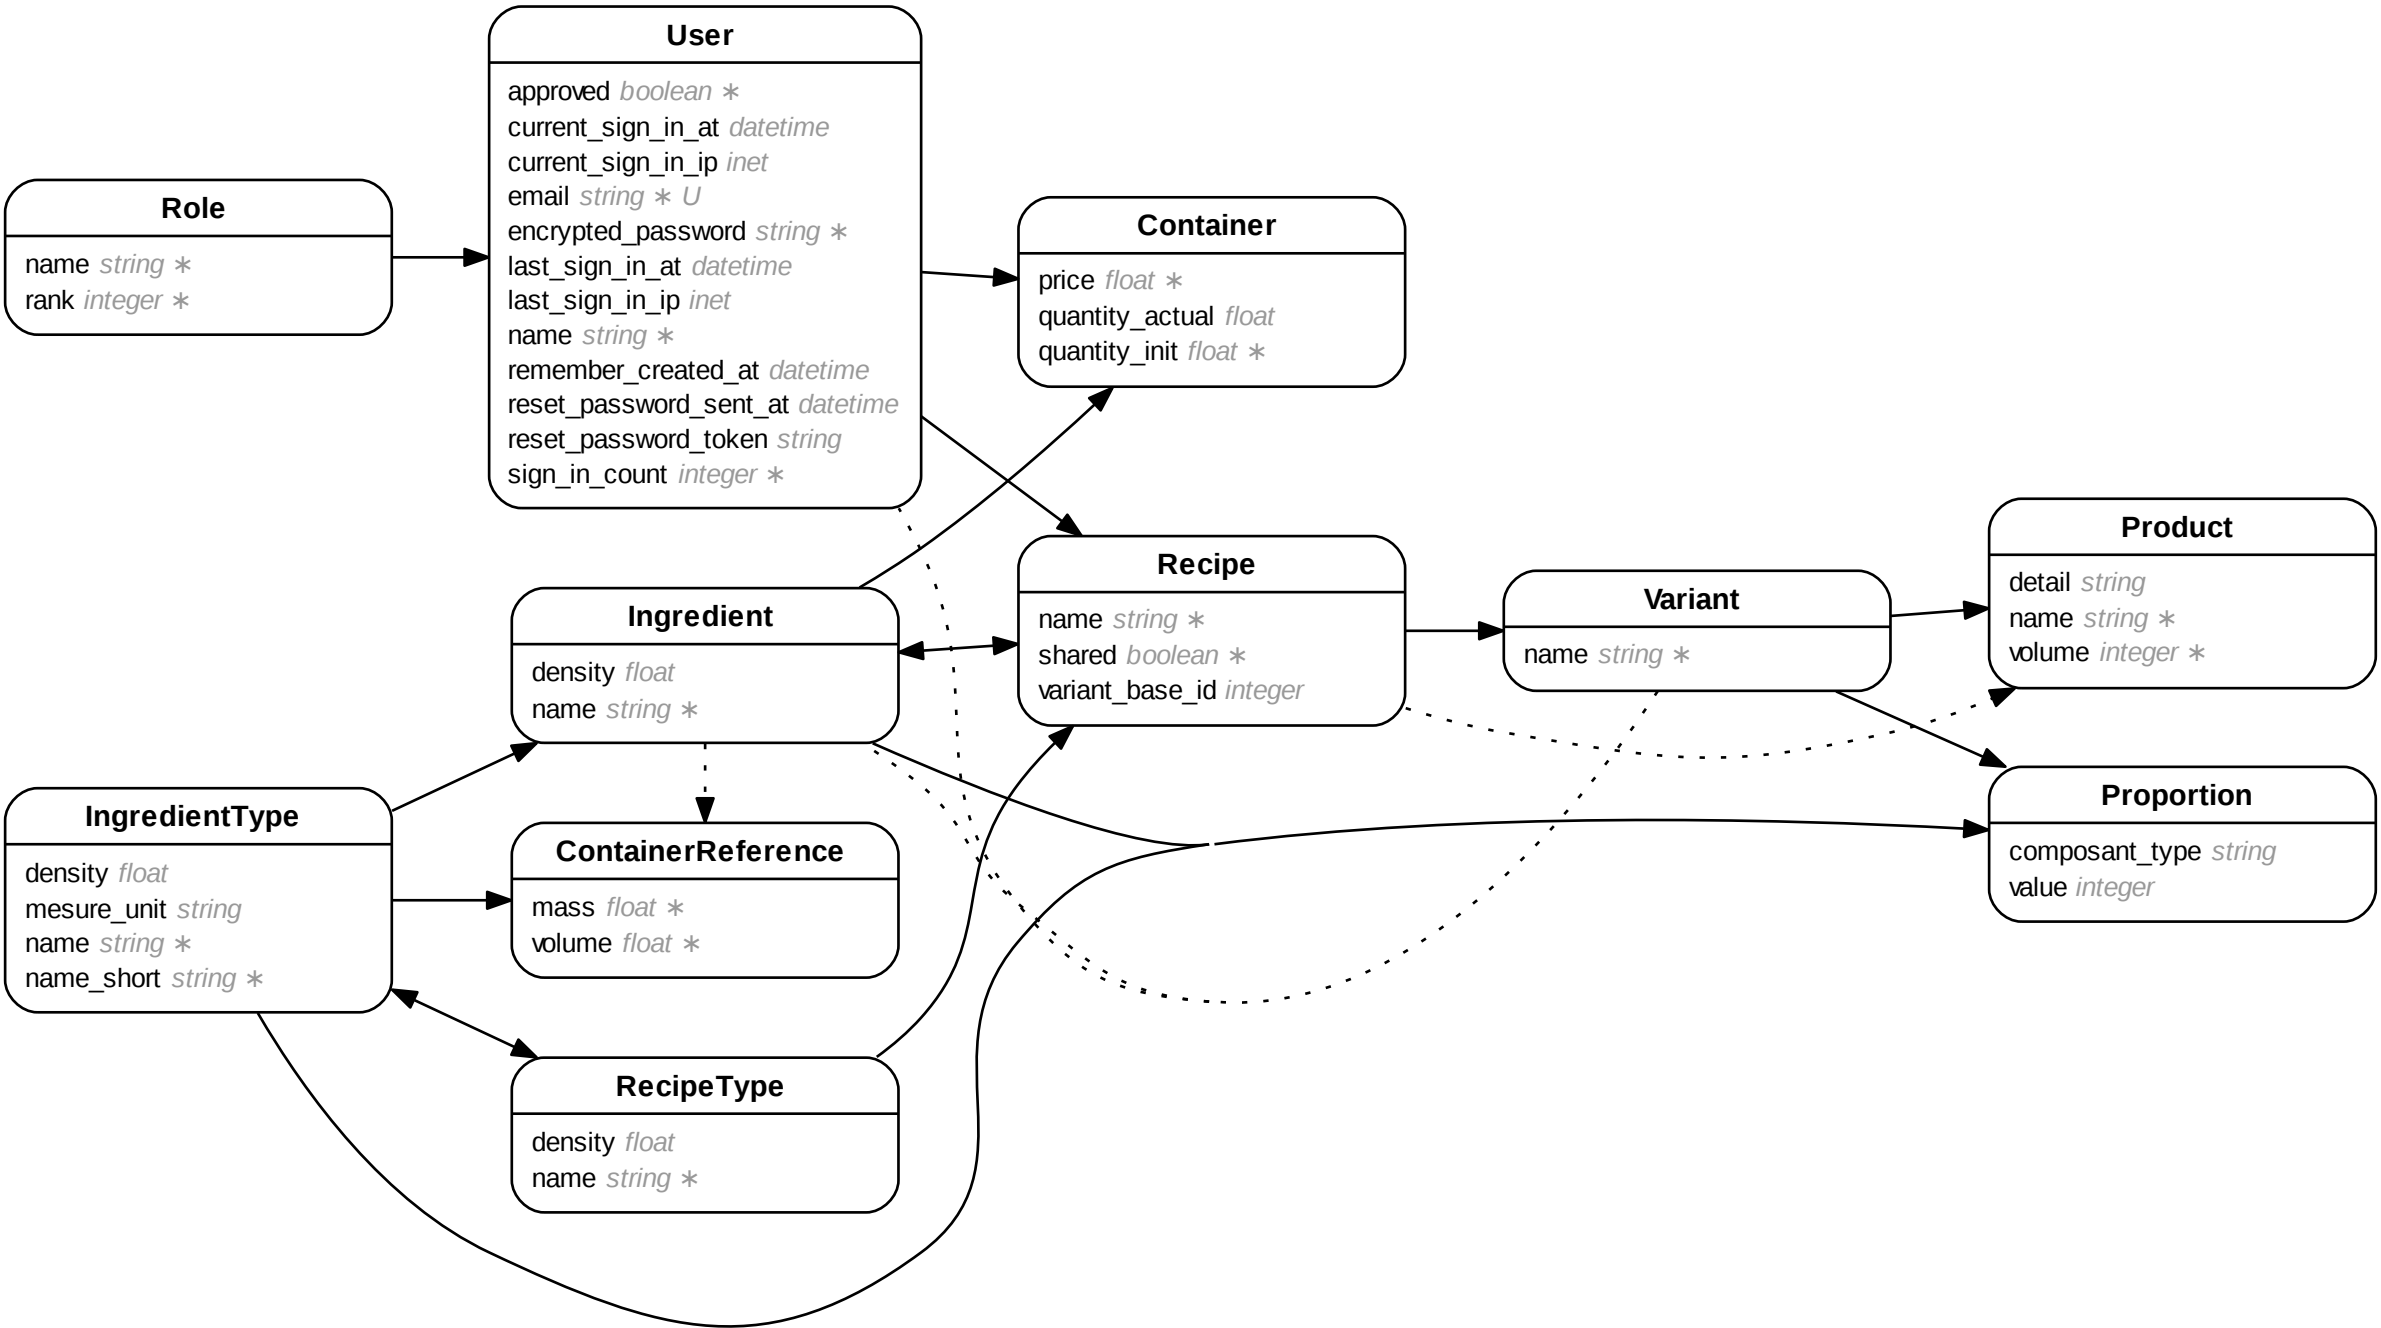 User
approved boolean ∗
current_sign_in_at datetime
current_sign_in_ip inet
email string ∗ U
encrypted_password string ∗
last_sign_in_at datetime
last_sign_in_ip inet
name string ∗
remember_created_at datetime
reset_password_sent_at datetime
reset_password_token string
sign_in_count integer ∗
Role
name string ∗
rank integer ∗
Container
price float ∗
quantity_actual float
quantity_init float ∗
Recipe
name string ∗
shared boolean ∗
variant_base_id integer
Variant
name string ∗
Product
detail string
name string ∗
volume integer ∗
Ingredient
density float
name string ∗
Proportion
composant_type string
value integer
IngredientType
density float
mesure_unit string
name string ∗
name_short string ∗
ContainerReference
mass float ∗
volume float ∗
RecipeType
density float
name string ∗